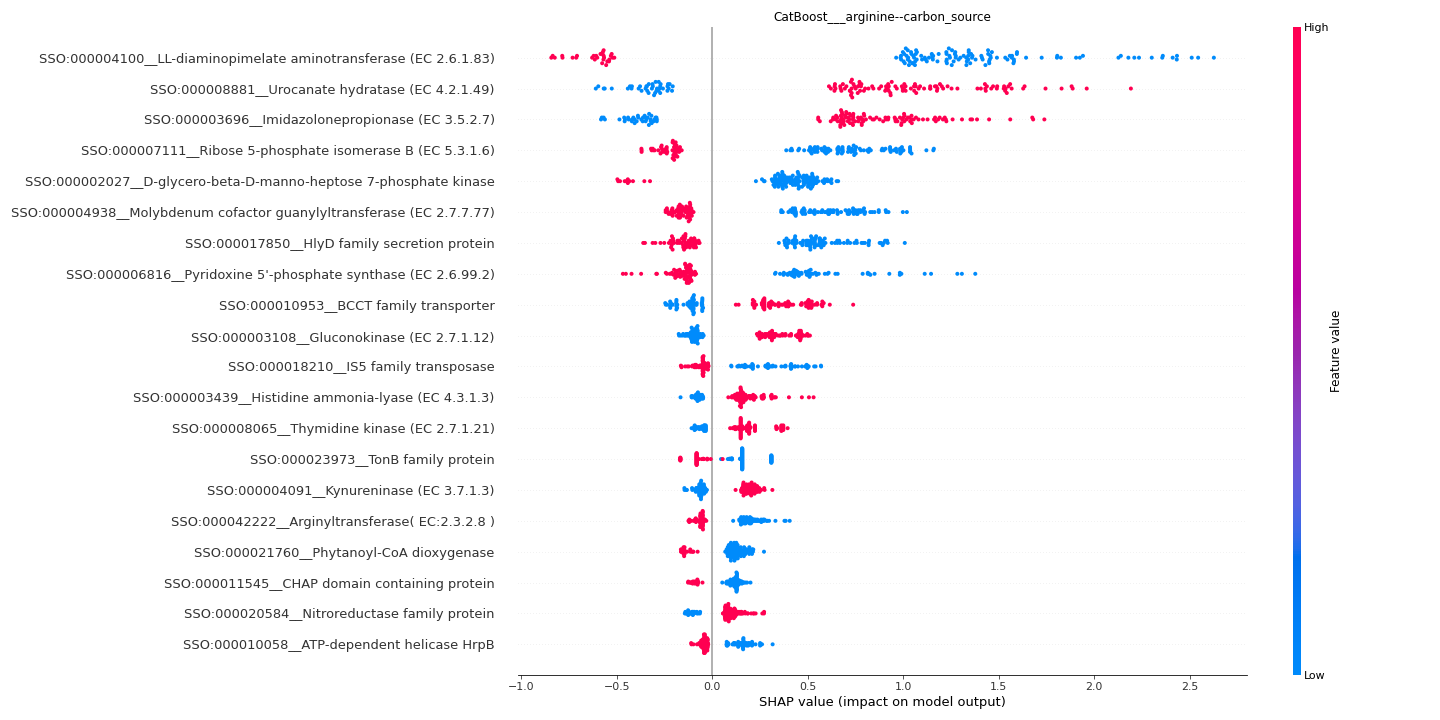 CatBoost___arginine--carbon_source
High
SSO:000004100__LL-diaminopimelate aminotransferase (EC 2.6.1.83)
SSO:000008881__Urocanate hydratase (EC 4.2.1.49)
SSO:000003696__Imidazolonepropionase (EC 3.5.2.7)
SSO:000007111__Ribose 5-phosphate isomerase B (EC 5.3.1.6)
SSO:000002027__D-glycero-beta-D-manno-heptose 7-phosphate kinase
SSO:000004938__Molybdenum cofactor guanylyltransferase (EC 2.7.7.77)
SSO:000017850__HlyD family secretion protein
SSO:000006816__Pyridoxine 5'-phosphate synthase (EC 2.6.99.2)
SSO:000010953__BCCT family transporter
SSO:000003108__Gluconokinase (EC 2.7.1.12)
SSO:000018210__IS5 family transposase
SSO:000003439__Histidine ammonia-lyase (EC 4.3.1.3)
SSO:000008065__Thymidine kinase (EC 2.7.1.21)
SSO:000023973__TonB family protein
SSO:000004091__Kynureninase (EC 3.7.1.3)
SSO:000042222__Arginyltransferase( EC:2.3.2.8 )
SSO:000021760__Phytanoyl-CoA dioxygenase
SSO:000011545__CHAP domain containing protein
SSO:000020584__Nitroreductase family protein
SSO:000010058__ATP-dependent helicase HrpB
Feature value
Low
−1.0 −0.5 0.0 0.5 1.0 1.5 2.0 2.5
SHAP value (impact on model output)